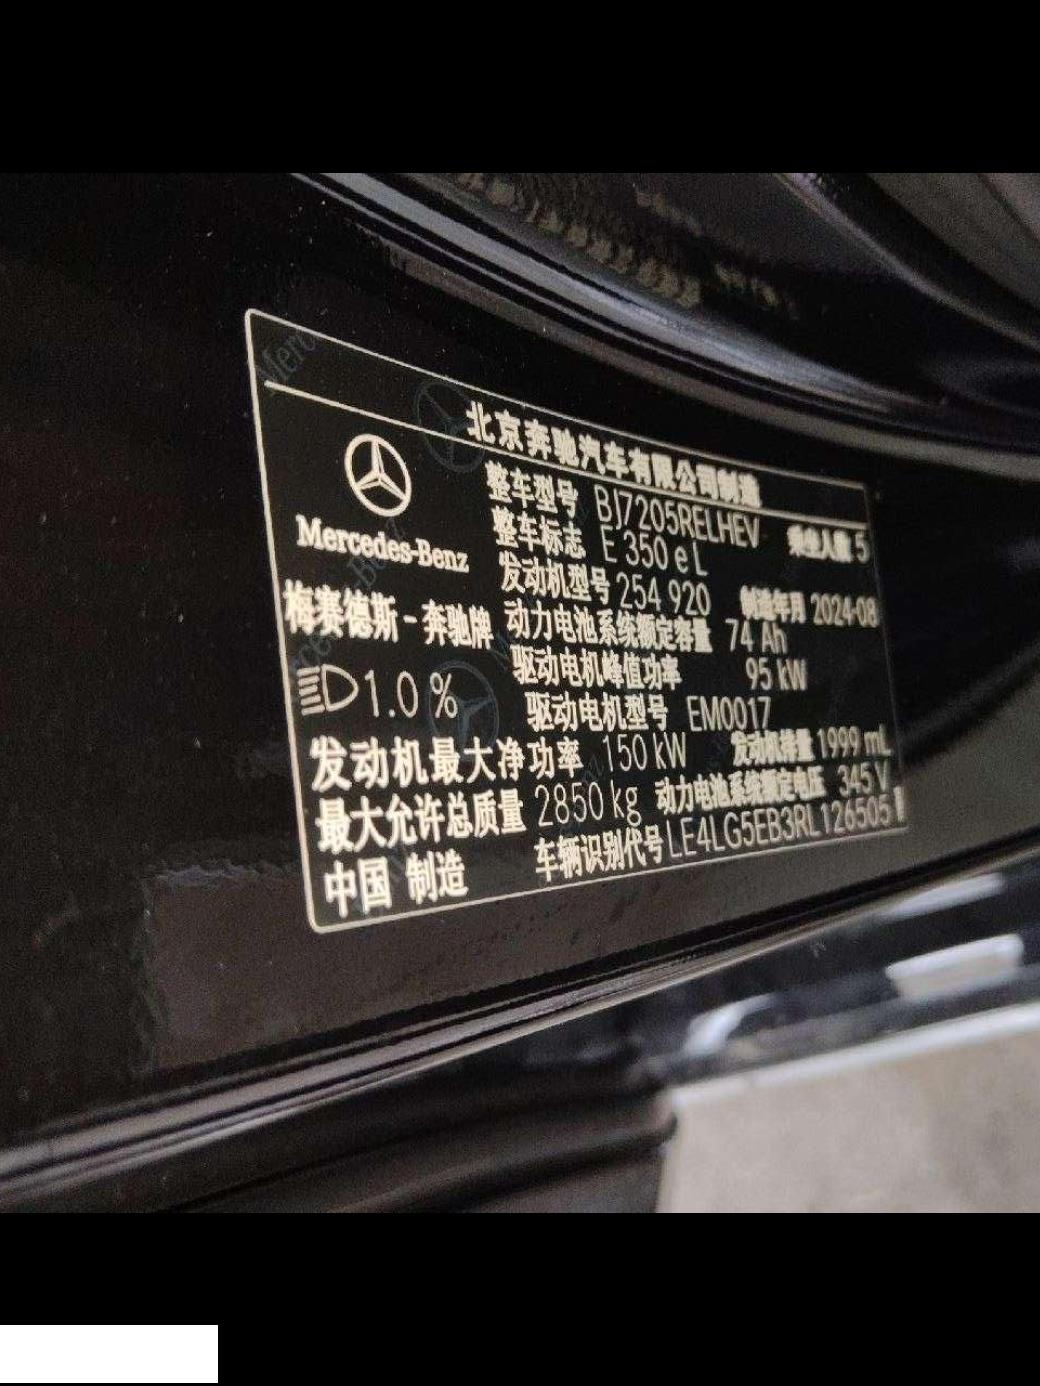 北京奔驰汽车有限公司制造
整车型号 BJ7205RELHEV 乘坐人数 5
整车标志 E 350 e L
Mercedes-Benz
发动机型号 254 920 制造年月 2024-08
梅赛德斯-奔驰牌 动力电池系统额定容量 74 Ah
驱动电机峰值功率 95 kW
1.0 % 驱动电机型号 EM0017
发动机最大净功率 150 kW 发动机排量 1999 mL
最大允许总质量 2850 kg 动力电池系统额定电压 345 V
中国 制造 车辆识别代号 LE4LG5EB3RL126505